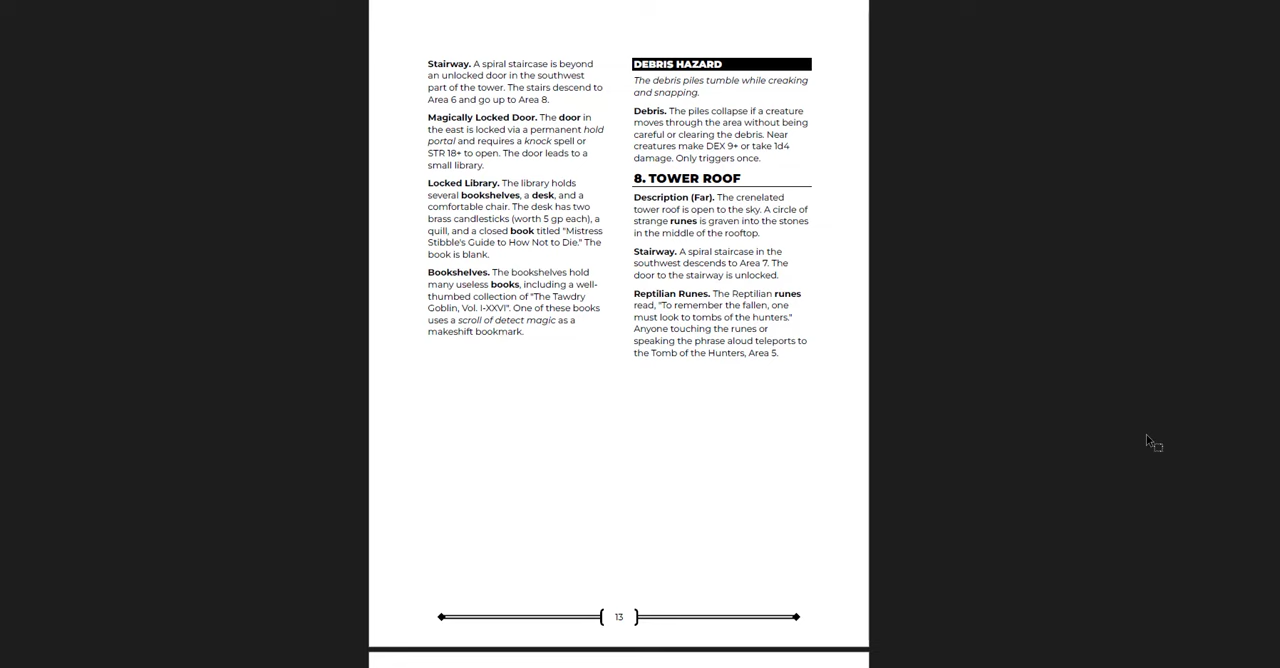 Stairway. A spiral staircase is beyond
an unlocked door in the southwest
part of the tower. The stairs descend to
Area 6 and go up to Area 8.
Magically Locked Door. The door in
the east is locked via a permanent hold
portal and requires a knock spell or
STR 18+ to open. The door leads to a
small library.
Locked Library. The library holds
several bookshelves, a desk, and a
comfortable chair. The desk has two
brass candlesticks (worth 5 gp each), a
quill, and a closed book titled "Mistress
Stibble's Guide to How Not to Die." The
book is blank.
Bookshelves. The bookshelves hold
many useless books, including a well-
thumbed collection of "The Tawdry
Goblin, Vol. I-XXVI". One of these books
uses a scroll of detect magic as a
makeshift bookmark.
DEBRIS HAZARD
The debris piles tumble while creaking
and snapping.
Debris. The piles collapse if a creature
moves through the area without being
careful or clearing the debris. Near
creatures make DEX 9+ or take 1d4
damage. Only triggers once.
8. TOWER ROOF
Description (Far). The crenelated
tower roof is open to the sky. A circle of
strange runes is graven into the stones
in the middle of the rooftop.
Stairway. A spiral staircase in the
southwest descends to Area 7. The
door to the stairway is unlocked.
Reptilian Runes. The Reptilian runes
read, "To remember the fallen, one
must look to tombs of the hunters."
Anyone touching the runes or
speaking the phrase aloud teleports to
the Tomb of the Hunters, Area 5.
13